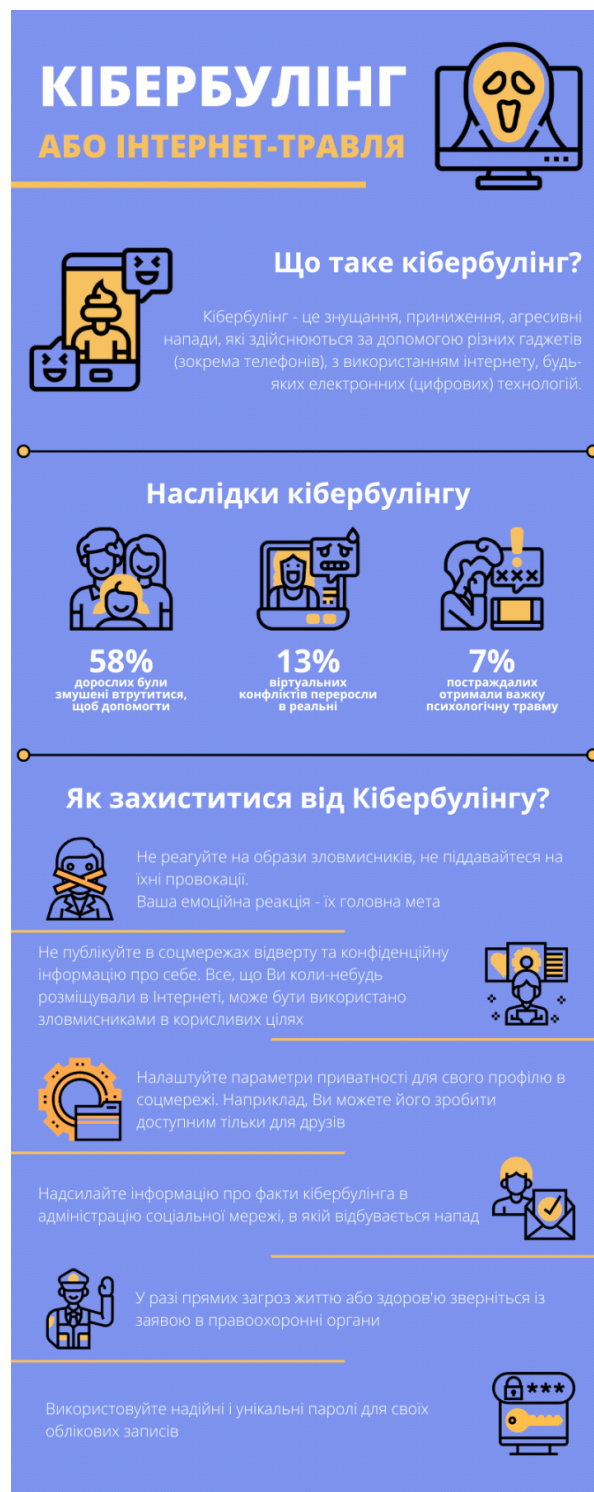 КІБЕРБУЛІНГ
АБО ІНТЕРНЕТ-ТРАВЛЯ
Що таке кібербулінг?
Кібербулінг - це знущання, приниження, агресивні
напади, які здійснюються за допомогою різних гаджетів
(зокрема телефонів), з використанням інтернету, будь-
яких електронних (цифрових) технологій.
Наслідки кібербулінгу
XXX
58%
дорослих були
змушені втрутитися,
щоб допомогти
13%
віртуальних
конфліктів переросли
в реальні
7%
постраждалих
отримали важку
психологічну травму
Як захиститися від Кібербулінгу?
Не реагуйте на образи зловмисників, не піддавайтеся на
їхні провокації.
Ваша емоційна реакція - їх головна мета
Не публікуйте в соцмережах відверту та конфіденційну
інформацію про себе. Все, що Ви коли-небудь
розміщували в Інтернеті, може бути використано
зловмисниками в корисливих цілях
Налаштуйте параметри приватності для свого профілю в
соцмережі. Наприклад, Ви можете його зробити
доступним тільки для друзів
Надсилайте інформацію про факти кібербулінга в
адміністрацію соціальної мережі, в якій відбувається напад
У разі прямих загроз життю або здоров'ю зверніться із
заявою в правоохоронні органи
***
Використовуйте надійні і унікальні паролі для своїх
облікових записів